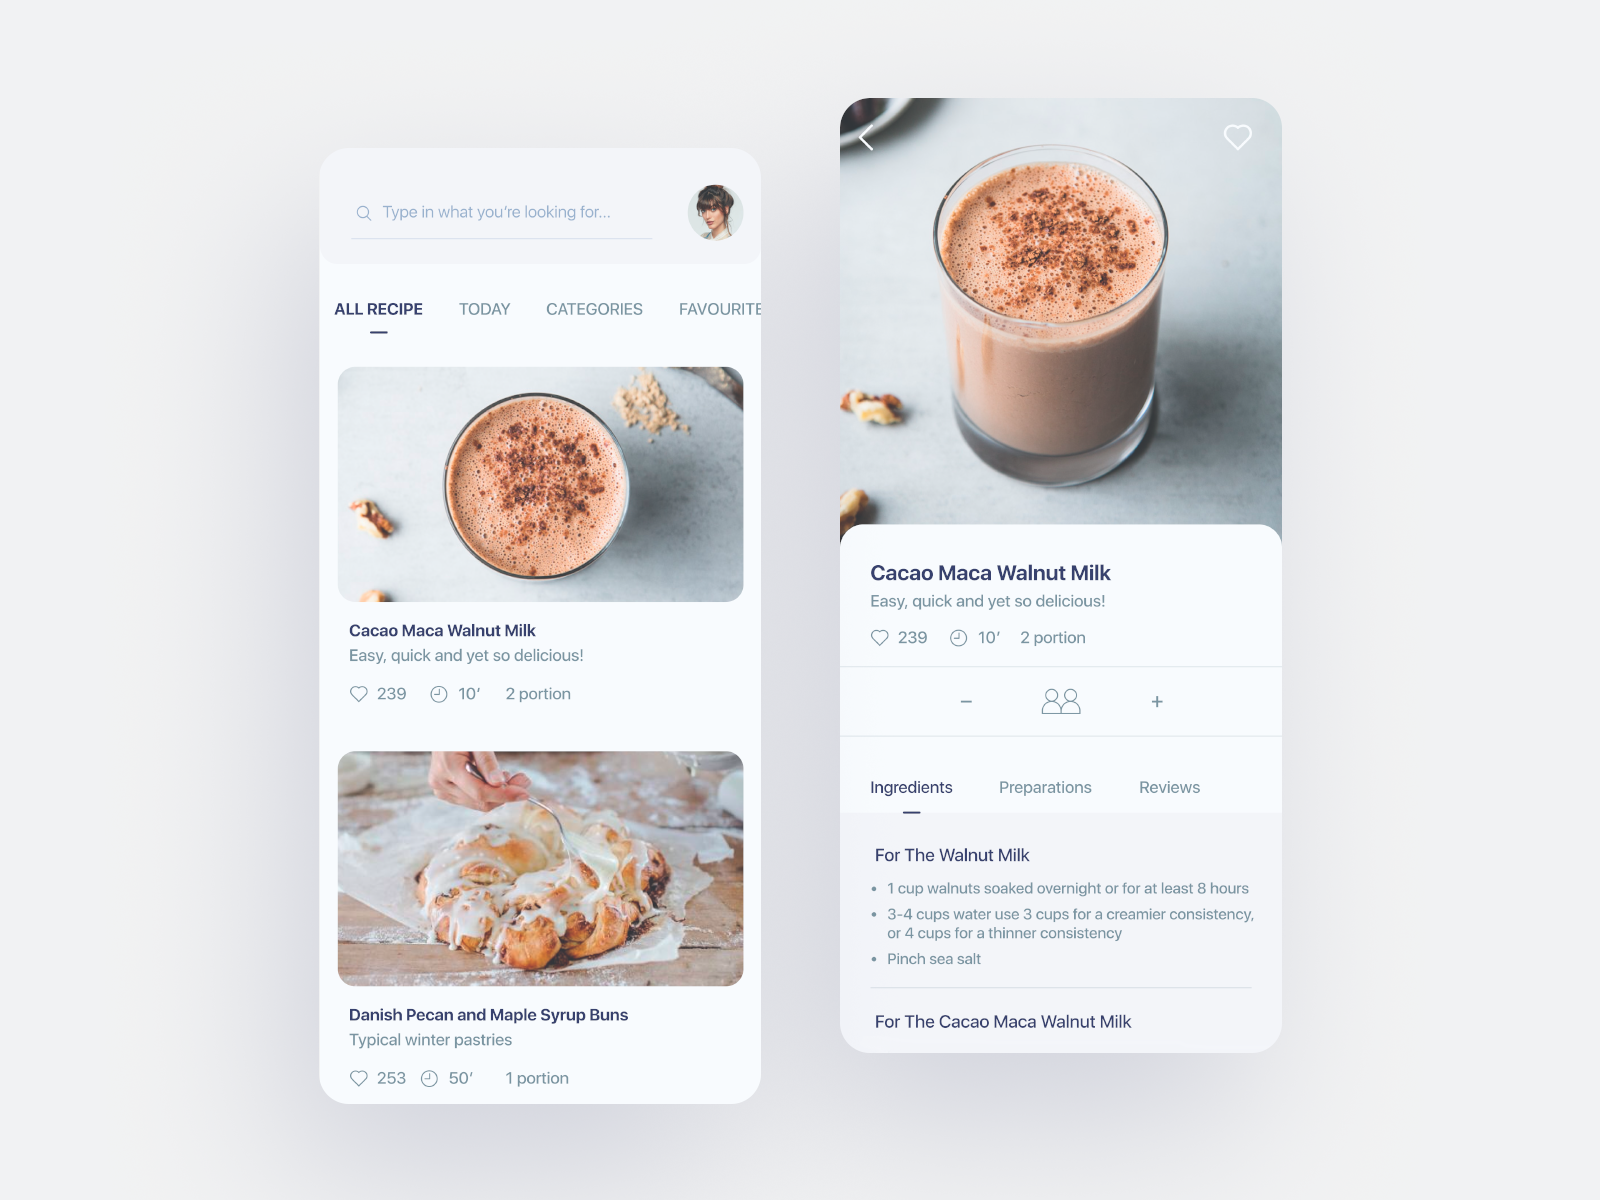 Type in what you're looking for...
ALL RECIPE TODAY CATEGORIES FAVOURITE
Cacao Maca Walnut Milk
Easy, quick and yet so delicious!
239 10' 2 portion
Danish Pecan and Maple Syrup Buns
Typical winter pastries
253 50' 1 portion
Cacao Maca Walnut Milk
Easy, quick and yet so delicious!
239 10' 2 portion
− +
Ingredients Preparations Reviews
For The Walnut Milk
• 1 cup walnuts soaked overnight or for at least 8 hours
• 3-4 cups water use 3 cups for a creamier consistency,
or 4 cups for a thinner consistency
• Pinch sea salt
For The Cacao Maca Walnut Milk